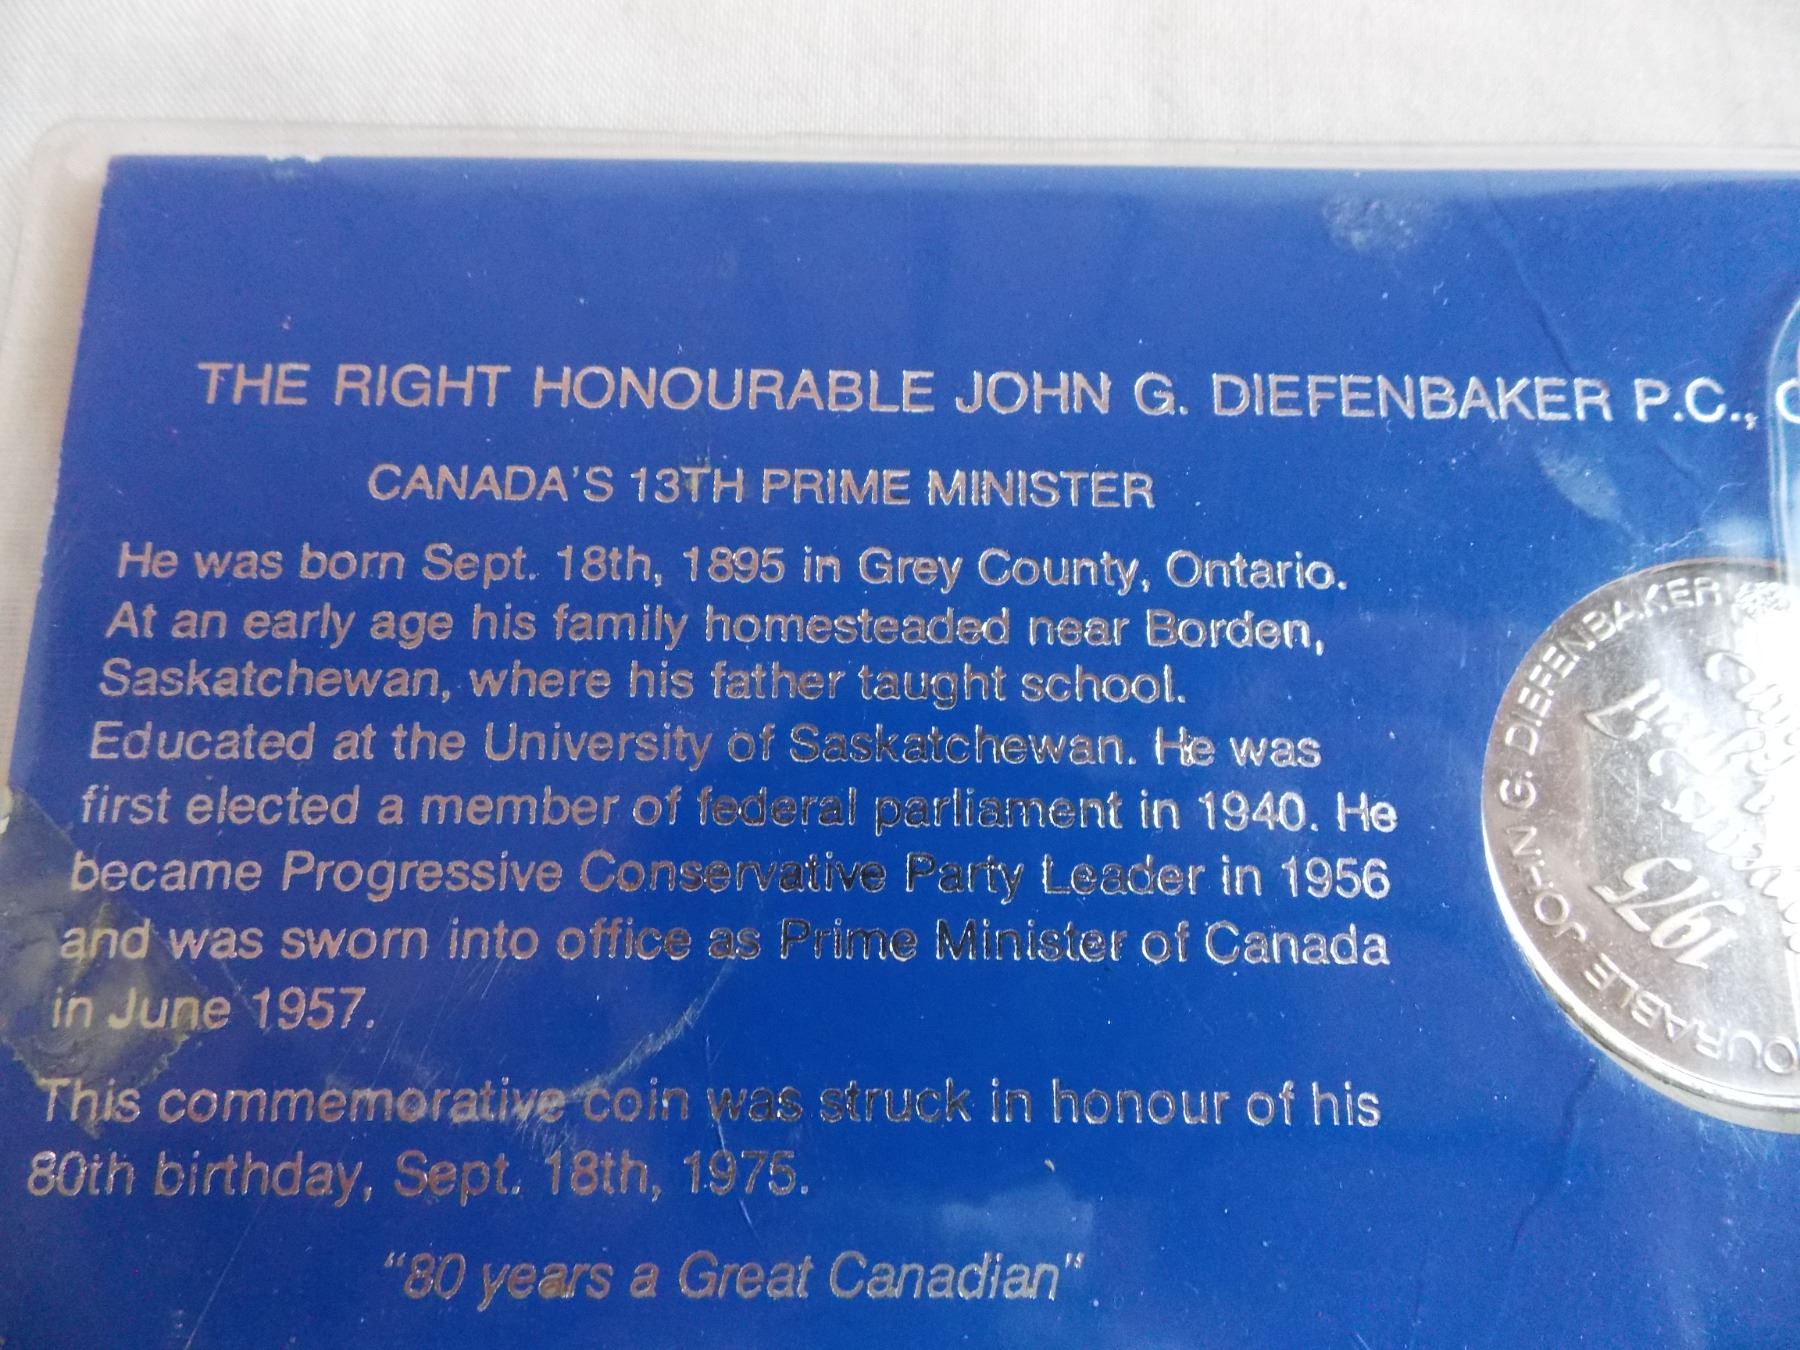 THE RIGHT HONOURABLE JOHN G. DIEFENBAKER P.C.,
CANADA'S 13TH PRIME MINISTER
He was born Sept. 18th, 1895 in Grey County, Ontario.
At an early age his family homesteaded near Borden,
Saskatchewan, where his father taught school.
Educated at the University of Saskatchewan. He was
first elected a member of federal parliament in 1940. He
became Progressive Conservative Party Leader in 1956
and was sworn into office as Prime Minister of Canada
in June 1957.
This commemorative coin was struck in honour of his
80th birthday, Sept. 18th, 1975.
"80 years a Great Canadian"
JOHN G. DIEFENBAKER
1975